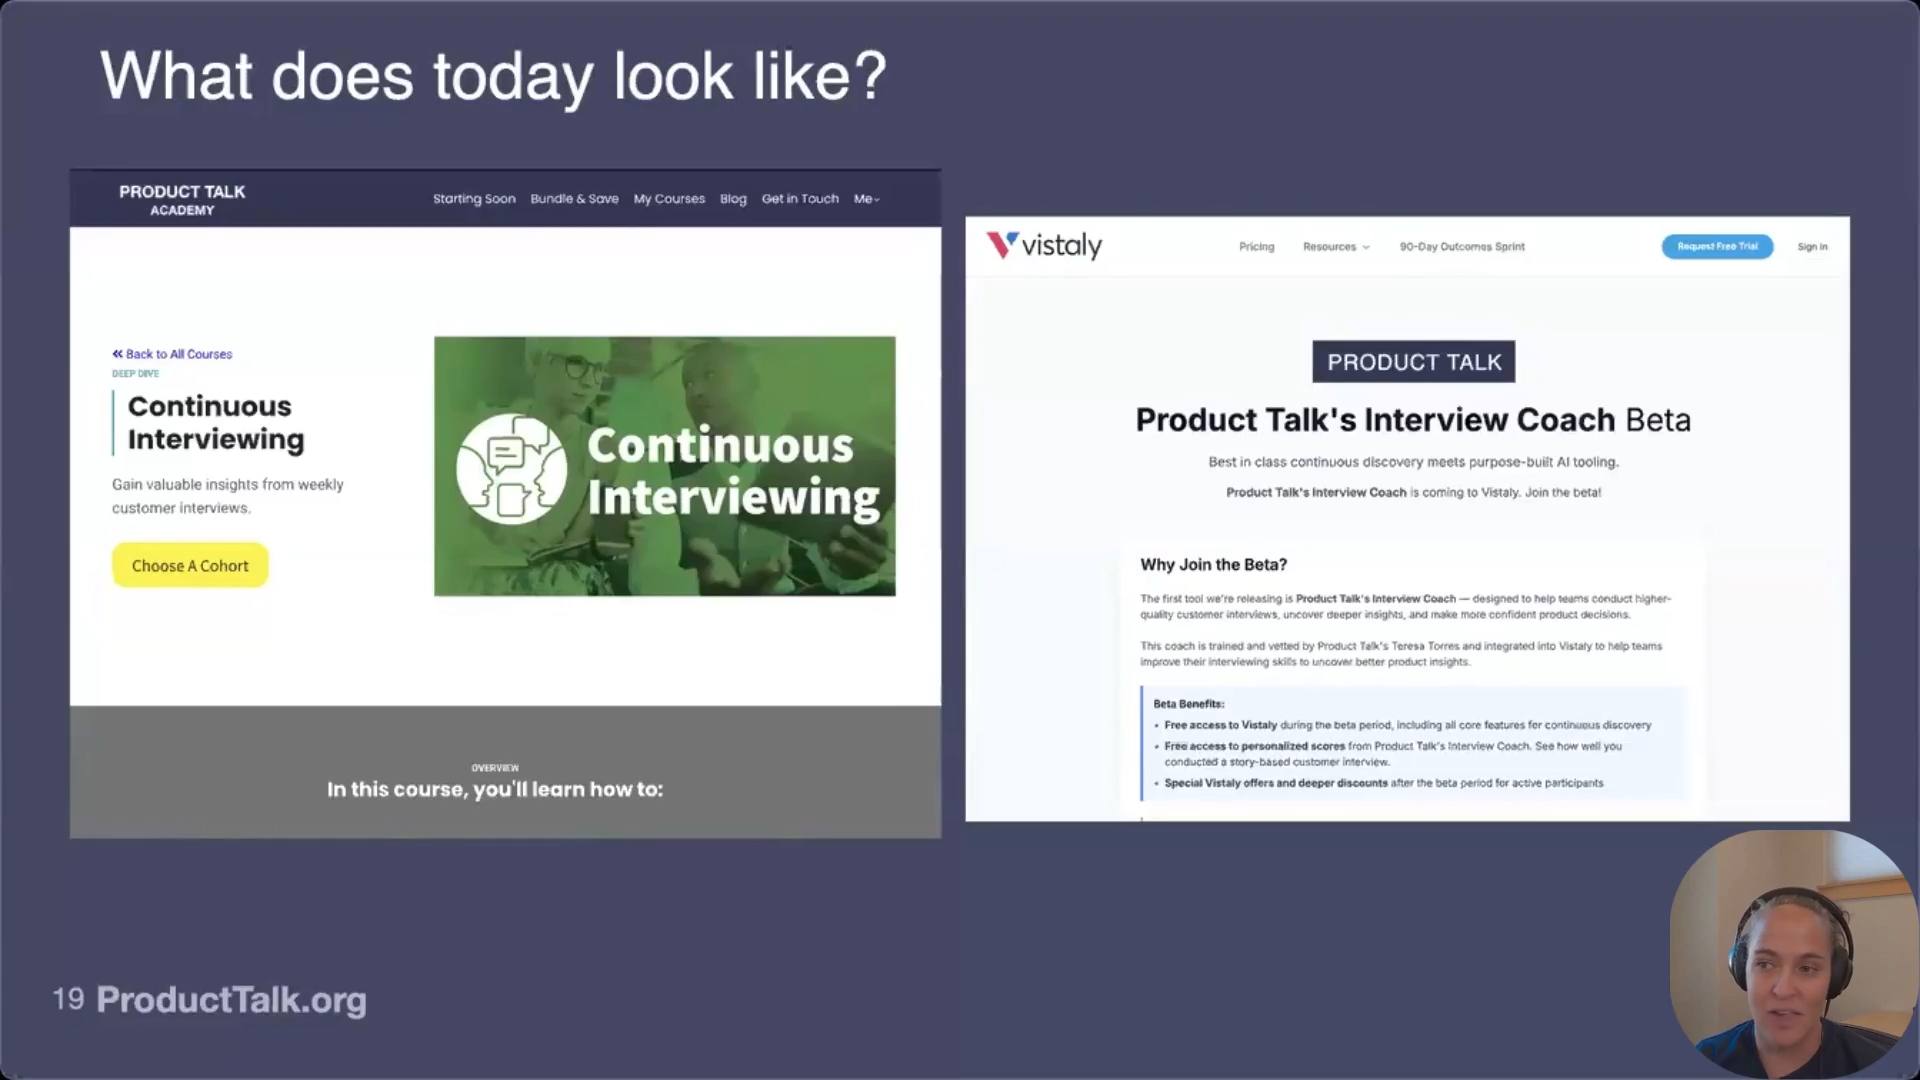 What does today look like?
PRODUCT TALK
ACADEMY
Starting Soon Bundle & Save My Courses Blog Get in Touch Me
« Back to All Courses
DEEP DIVE
Continuous
Interviewing
Gain valuable insights from weekly
customer interviews.
Choose A Cohort
Continuous
Interviewing
OVERVIEW
In this course, you'll learn how to:
vistaly
Pricing Resources 90-Day Outcomes Sprint Request Free Trial Sign in
PRODUCT TALK
Product Talk's Interview Coach Beta
Best in class continuous discovery meets purpose-built AI tooling.
Product Talk's Interview Coach is coming to Vistaly. Join the beta!
Why Join the Beta?
The first tool we're releasing is Product Talk's Interview Coach — designed to help teams conduct higher-
quality customer interviews, uncover deeper insights, and make more confident product decisions.
This coach is trained and vetted by Product Talk's Teresa Torres and integrated into Vistaly to help teams
improve their interviewing skills to uncover better product insights.
Beta Benefits:
• Free access to Vistaly during the beta period, including all core features for continuous discovery
• Free access to personalized scores from Product Talk's Interview Coach. See how well you
conducted a story-based customer interview.
• Special Vistaly offers and deeper discounts after the beta period for active participants
19 ProductTalk.org